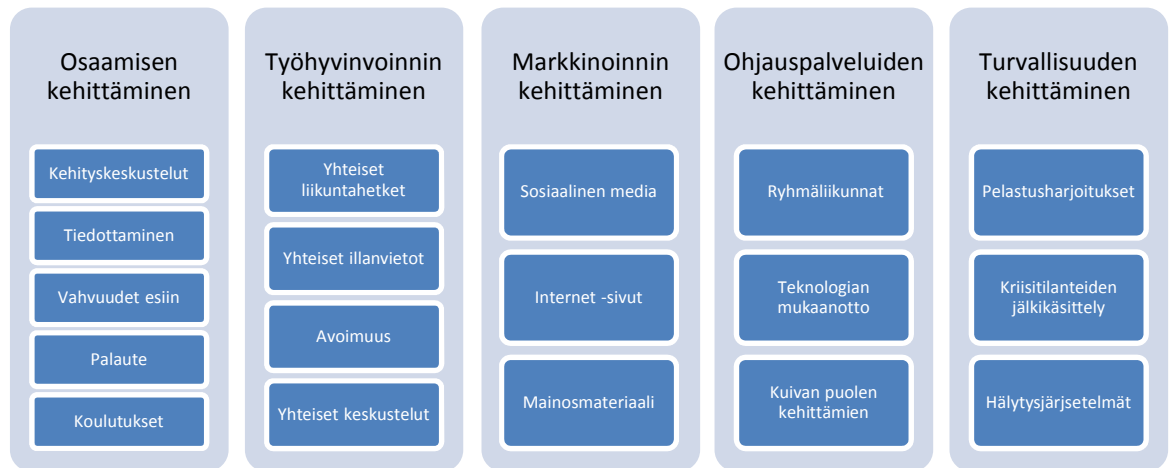 Osaamisen
kehittäminen
Kehityskeskustelut
Tiedottaminen
Vahvuudet esiin
Palaute
Koulutukset
Työhyvinvoinnin
kehittäminen
Yhteiset
liikuntahetket
Yhteiset illanvietot
Avoimuus
Yhteiset keskustelut
Markkinoinnin
kehittäminen
Sosiaalinen media
Internet -sivut
Mainosmateriaali
Ohjauspalveluiden
kehittäminen
Ryhmäliikunnat
Teknologian
mukaanotto
Kuivan puolen
kehittämien
Turvallisuuden
kehittäminen
Pelastusharjoitukset
Kriisitilanteiden
jälkikäsittely
Hälytysjärjsetelmät